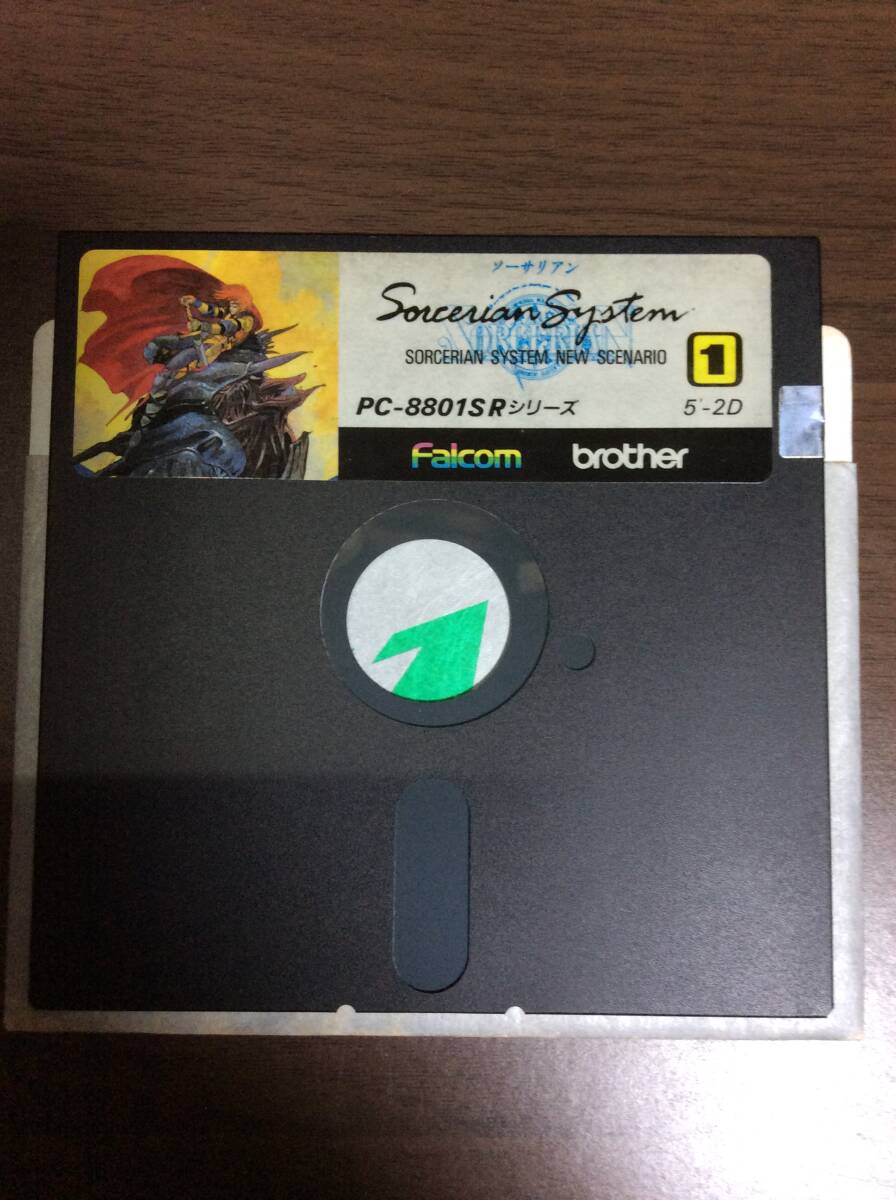 ソーサリアン
Sorcerian System
SORCERIAN
SORCERIAN SYSTEM NEW SCENARIO
1
PC-8801SRシリーズ 5"-2D
Falcom brother